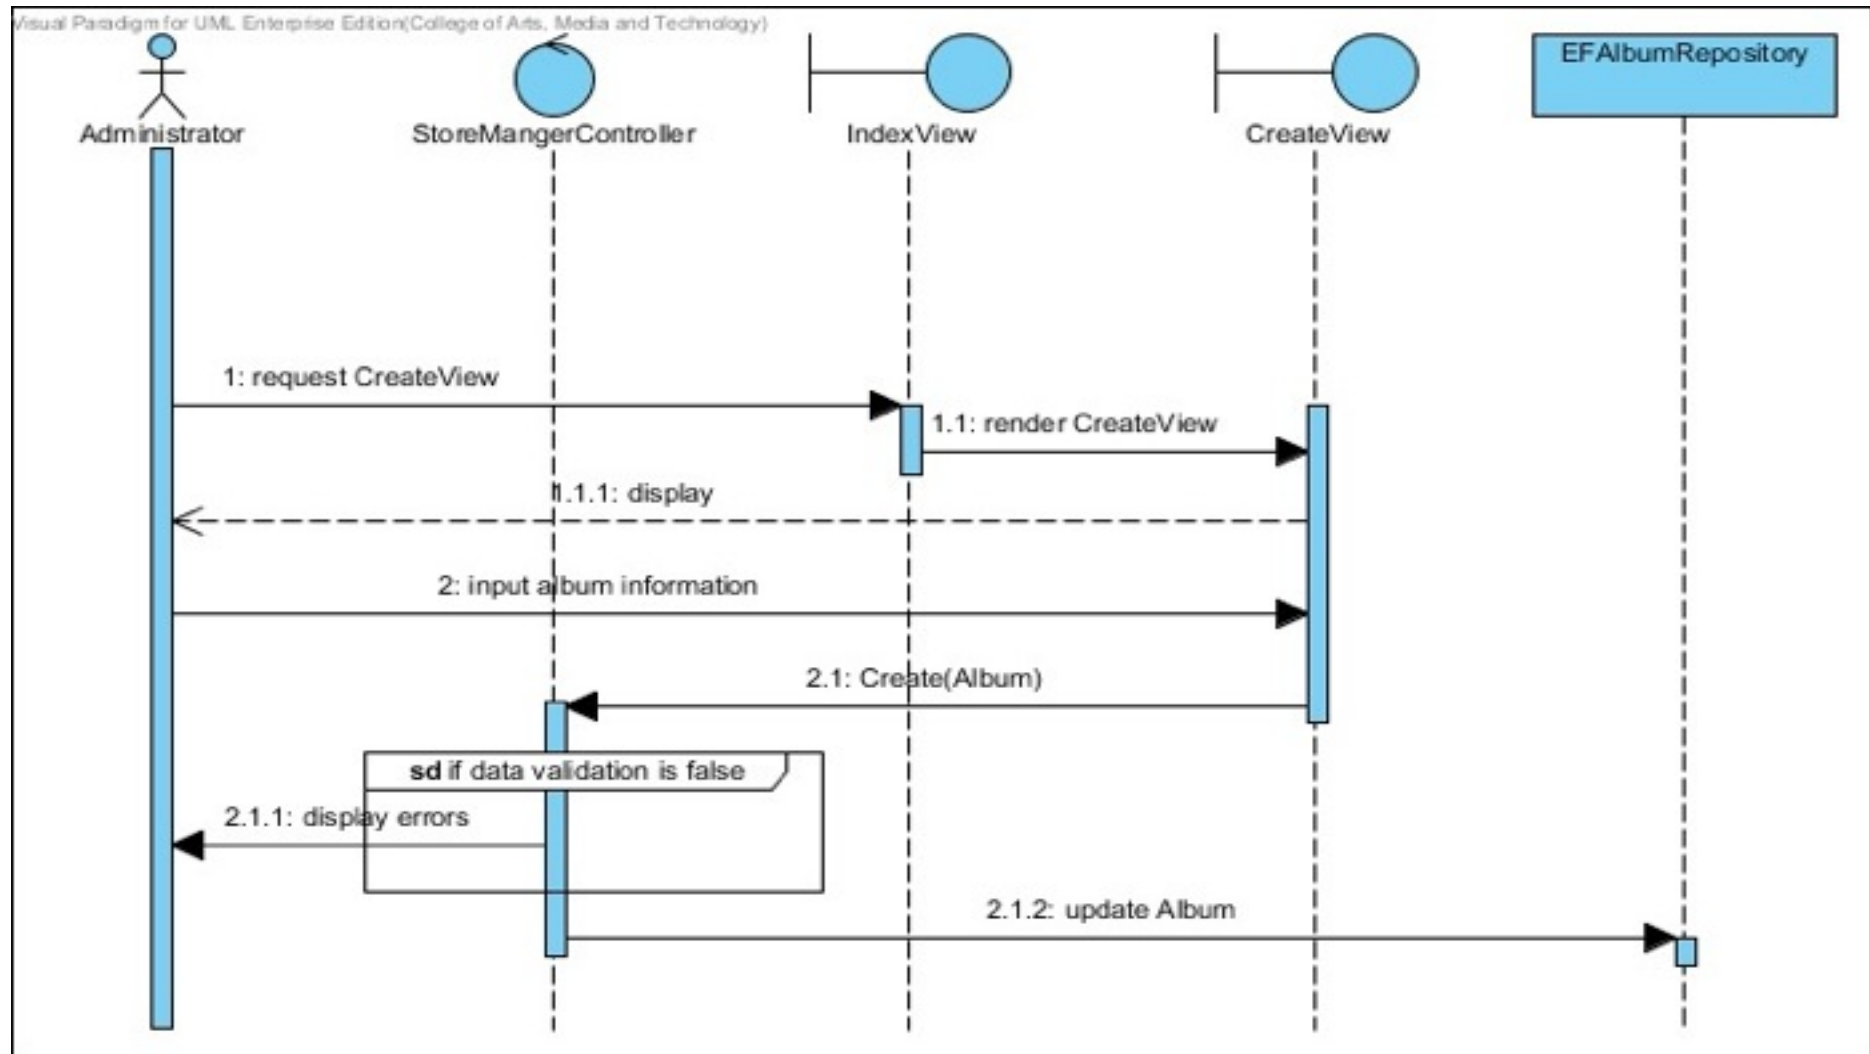 Visual Paradigm for UML Enterprise Edition(College of Arts, Media and Technology)
Administrator
StoreMangerController
IndexView
CreateView
EFAlbumRepository
1: request CreateView
1.1: render CreateView
1.1.1: display
2: input album information
2.1: Create(Album)
sd if data validation is false
2.1.1: display errors
2.1.2: update Album